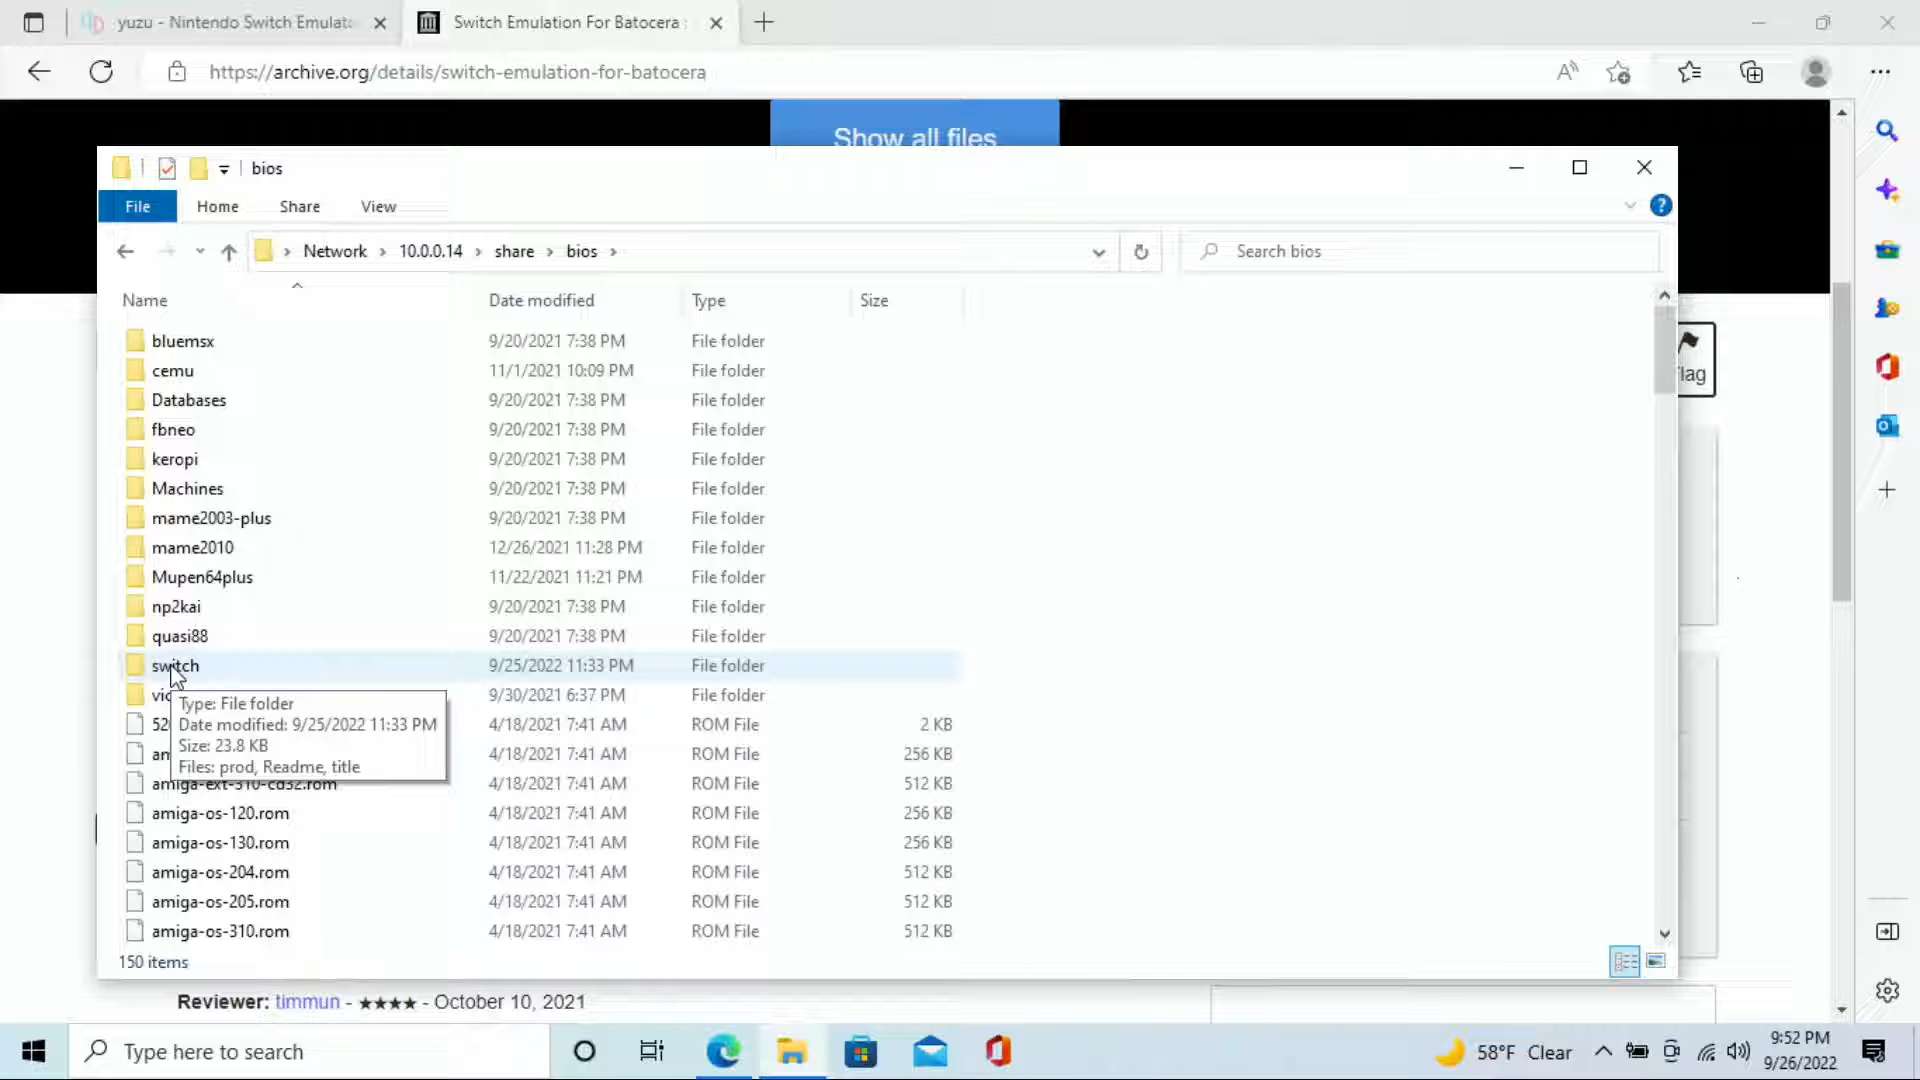 yuzu - Nintendo Switch Emulato
Switch Emulation For Batocera :
https://archive.org/details/switch-emulation-for-batocera
Show all files
bios
File Home Share View
Network 10.0.0.14 share bios
Search bios
Name Date modified Type Size
bluemsx 9/20/2021 7:38 PM File folder
cemu 11/1/2021 10:09 PM File folder
Databases 9/20/2021 7:38 PM File folder
fbneo 9/20/2021 7:38 PM File folder
keropi 9/20/2021 7:38 PM File folder
Machines 9/20/2021 7:38 PM File folder
mame2003-plus 9/20/2021 7:38 PM File folder
mame2010 12/26/2021 11:28 PM File folder
Mupen64plus 11/22/2021 11:21 PM File folder
np2kai 9/20/2021 7:38 PM File folder
quasi88 9/20/2021 7:38 PM File folder
switch 9/25/2022 11:33 PM File folder
vic 9/30/2021 6:37 PM File folder
Type: File folder
Date modified: 9/25/2022 11:33 PM
Size: 23.8 KB
Files: prod, Readme, title
52 4/18/2021 7:41 AM ROM File 2 KB
am 4/18/2021 7:41 AM ROM File 256 KB
amiga-ext-310-cd32.rom 4/18/2021 7:41 AM ROM File 512 KB
amiga-os-120.rom 4/18/2021 7:41 AM ROM File 256 KB
amiga-os-130.rom 4/18/2021 7:41 AM ROM File 256 KB
amiga-os-204.rom 4/18/2021 7:41 AM ROM File 512 KB
amiga-os-205.rom 4/18/2021 7:41 AM ROM File 512 KB
amiga-os-310.rom 4/18/2021 7:41 AM ROM File 512 KB
150 items
lag
Reviewer: timmun - ★★★★ - October 10, 2021
Type here to search
58°F Clear
9:52 PM
9/26/2022